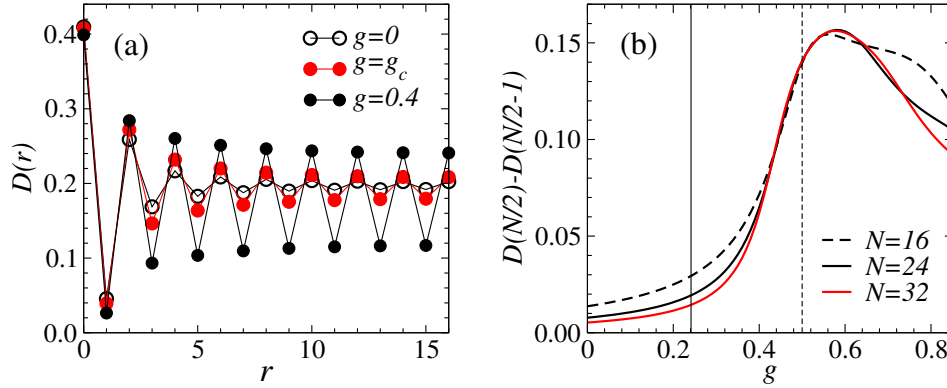 (a)
g=0
g=g_c
g=0.4
D(r)
0.4
0.3
0.2
0.1
0.0
0 5 10 15
r
(b)
D(N/2)-D(N/2-1)
0.15
0.10
0.05
0.00
N=16
N=24
N=32
0 0.2 0.4 0.6 0.8
g